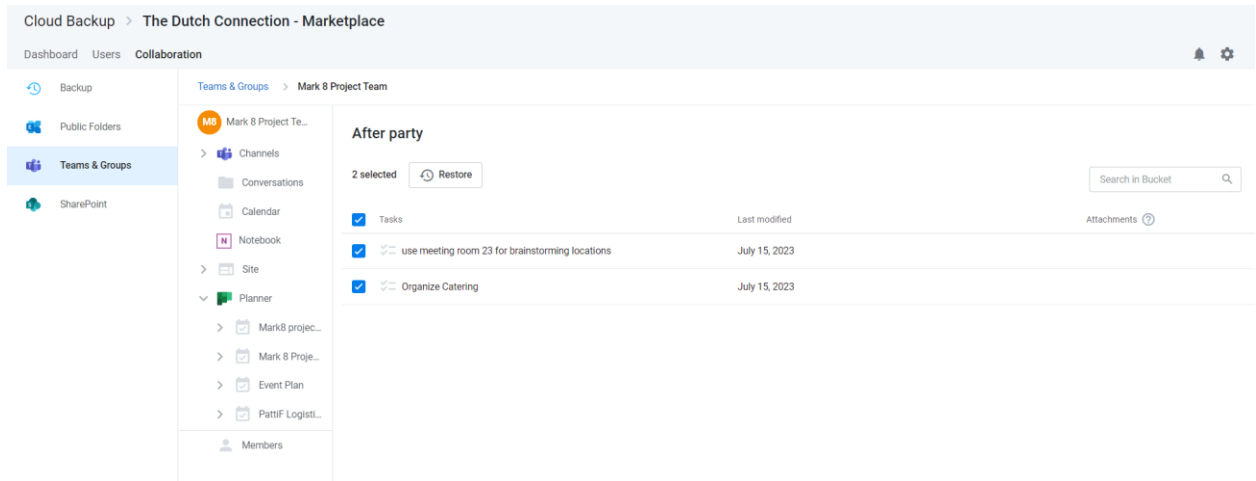 Cloud Backup > The Dutch Connection - Marketplace
Dashboard Users Collaboration
Backup
Public Folders
Teams & Groups
SharePoint
Teams & Groups > Mark 8 Project Team
M8 Mark 8 Project Te...
Channels
Conversations
Calendar
N Notebook
Site
Planner
Mark8 projec...
Mark 8 Proje...
Event Plan
PattiF Logisti...
Members
After party
2 selected Restore
Search in Bucket
Tasks Last modified Attachments ?
use meeting room 23 for brainstorming locations July 15, 2023
Organize Catering July 15, 2023